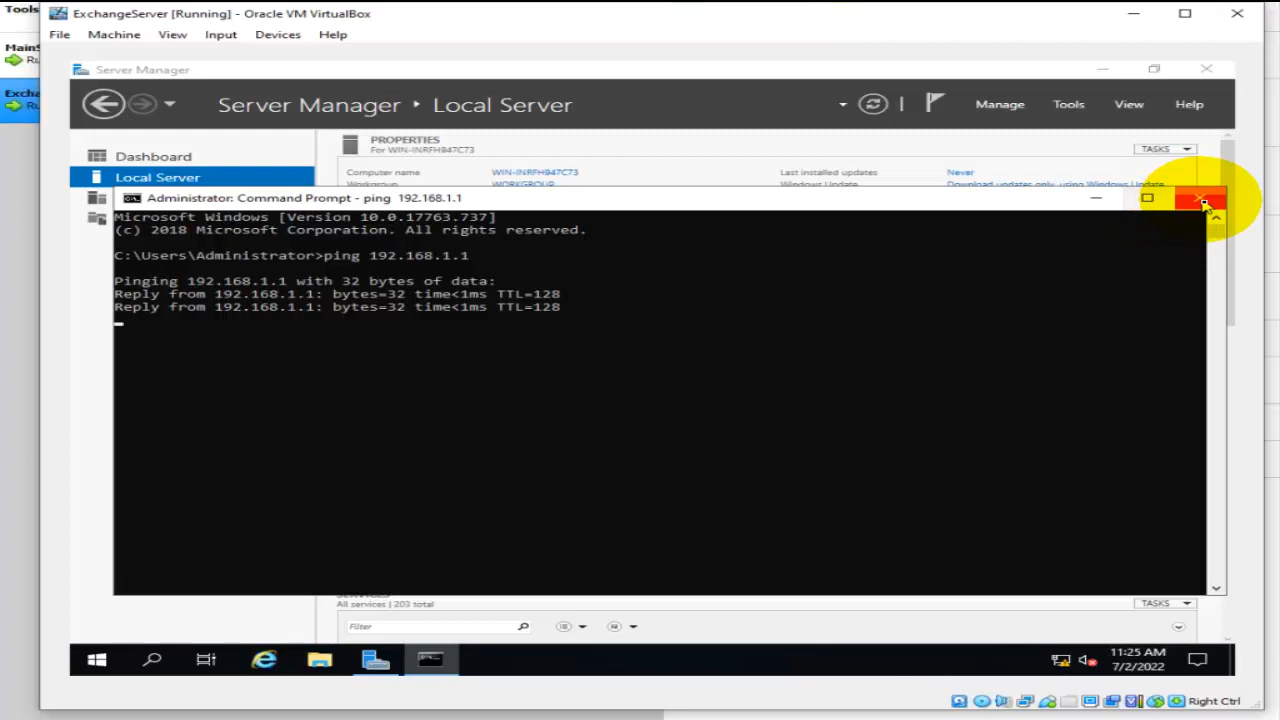 Tools
ExchangeServer [Running] - Oracle VM VirtualBox
File Machine View Input Devices Help
MainS
Ru
Excha
Ru
Server Manager
Server Manager • Local Server
Manage Tools View Help
Dashboard
Local Server
PROPERTIES
For WIN-INRFH947C73
TASKS
Computer name WIN-INRFH947C73 Last installed updates Never
Workgroup WORKGROUP Windows Update Download updates only, using Windows Update
Administrator: Command Prompt - ping 192.168.1.1
Microsoft Windows [Version 10.0.17763.737]
(c) 2018 Microsoft Corporation. All rights reserved.
C:\Users\Administrator>ping 192.168.1.1
Pinging 192.168.1.1 with 32 bytes of data:
Reply from 192.168.1.1: bytes=32 time<1ms TTL=128
Reply from 192.168.1.1: bytes=32 time<1ms TTL=128
SERVICES
All services | 203 total
TASKS
Filter
11:25 AM
7/2/2022
Right Ctrl